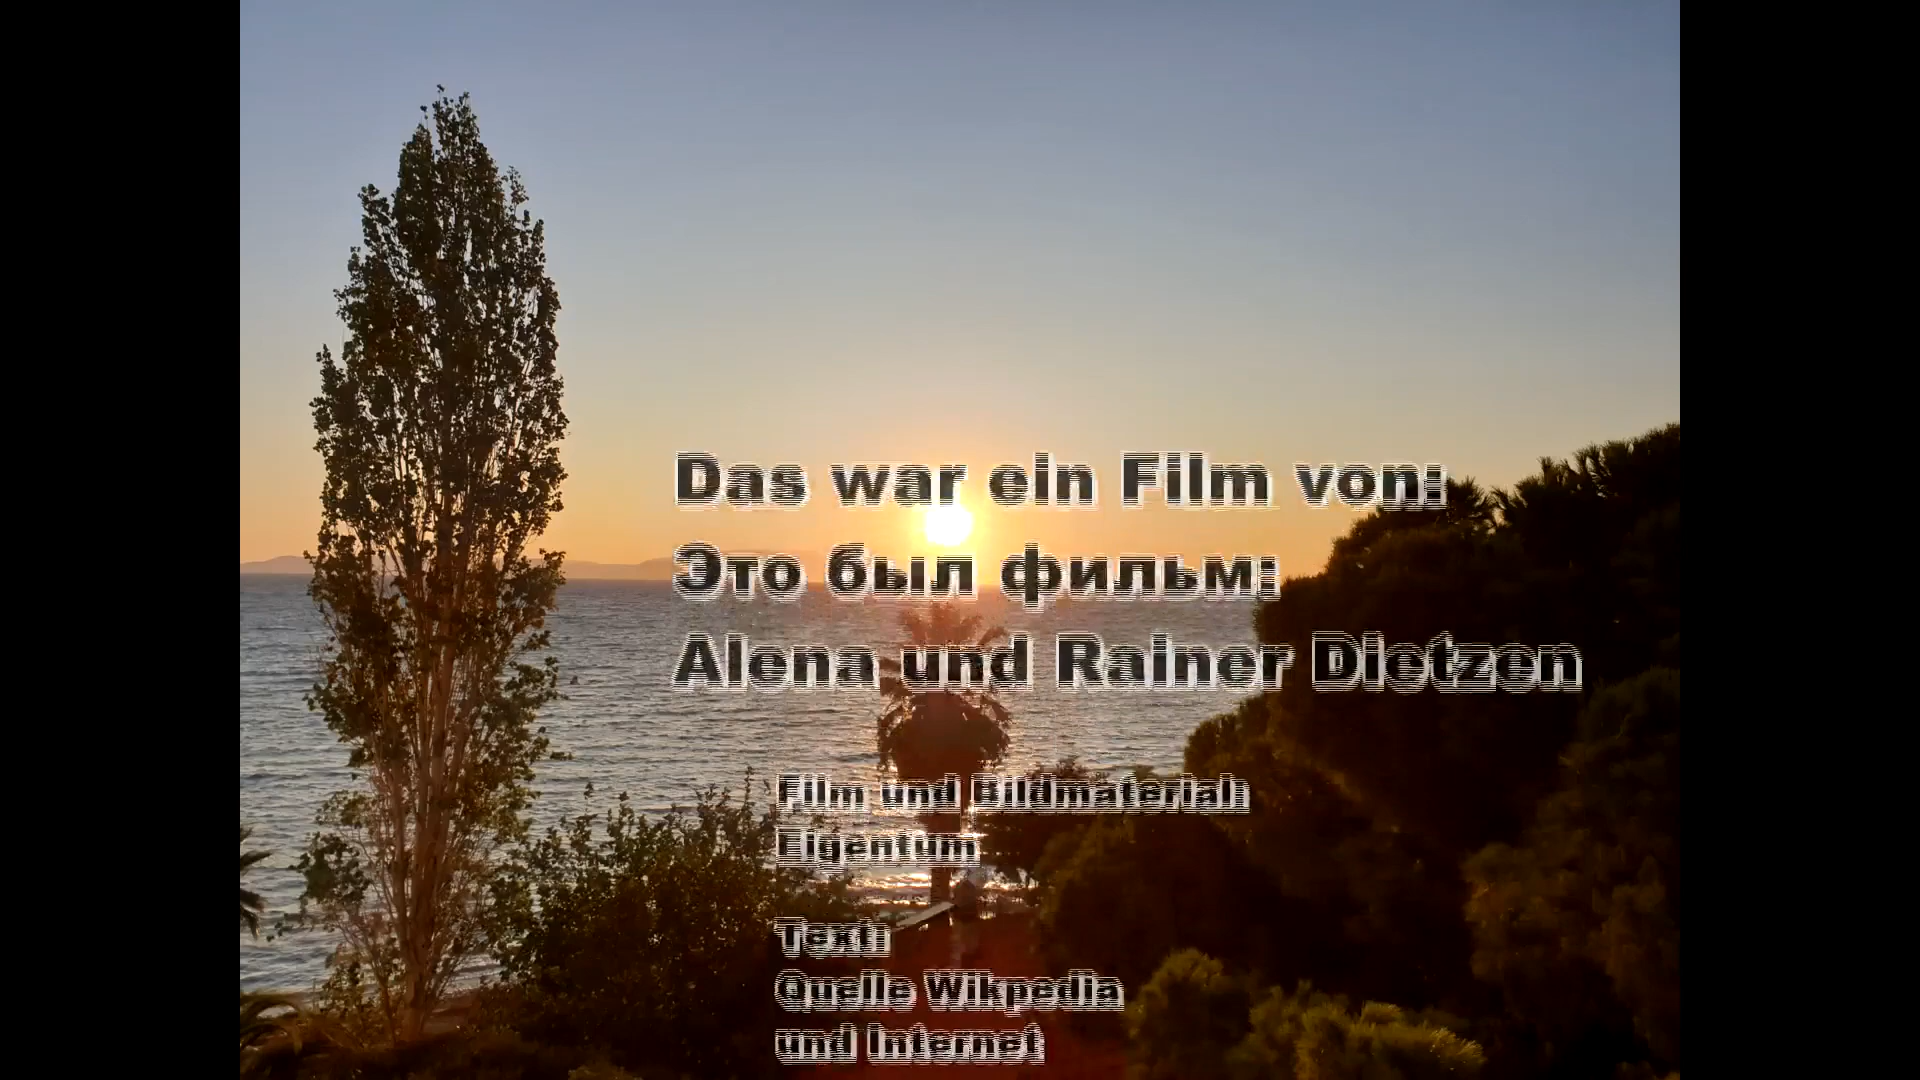 Das war ein Film von:
Это был фильм:
Alena und Rainer Dietzen
Film und Bildmaterial:
Eigentum
Text:
Quelle Wikpedia
und Internet